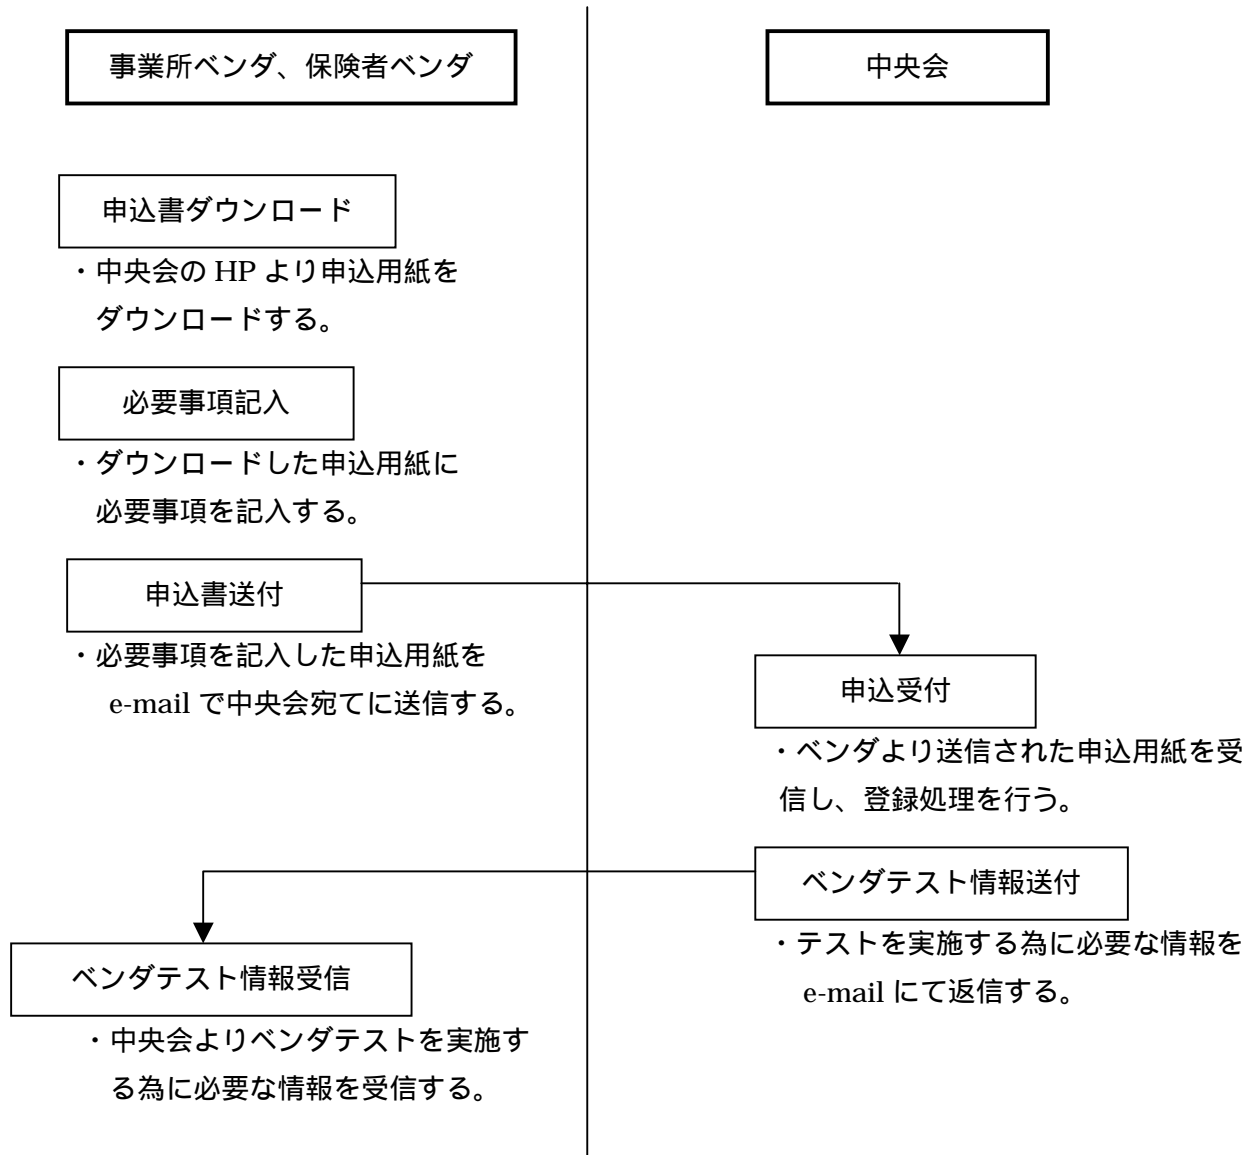 事業所ベンダ、保険者ベンダ
中央会
申込書ダウンロード
・中央会の HP より申込用紙を
ダウンロードする。
必要事項記入
・ダウンロードした申込用紙に
必要事項を記入する。
申込書送付
・必要事項を記入した申込用紙を
e-mail で中央会宛てに送信する。
申込受付
・ベンダより送信された申込用紙を受
信し、登録処理を行う。
ベンダテスト情報送付
・テストを実施する為に必要な情報を
e-mail にて返信する。
ベンダテスト情報受信
・中央会よりベンダテストを実施す
る為に必要な情報を受信する。